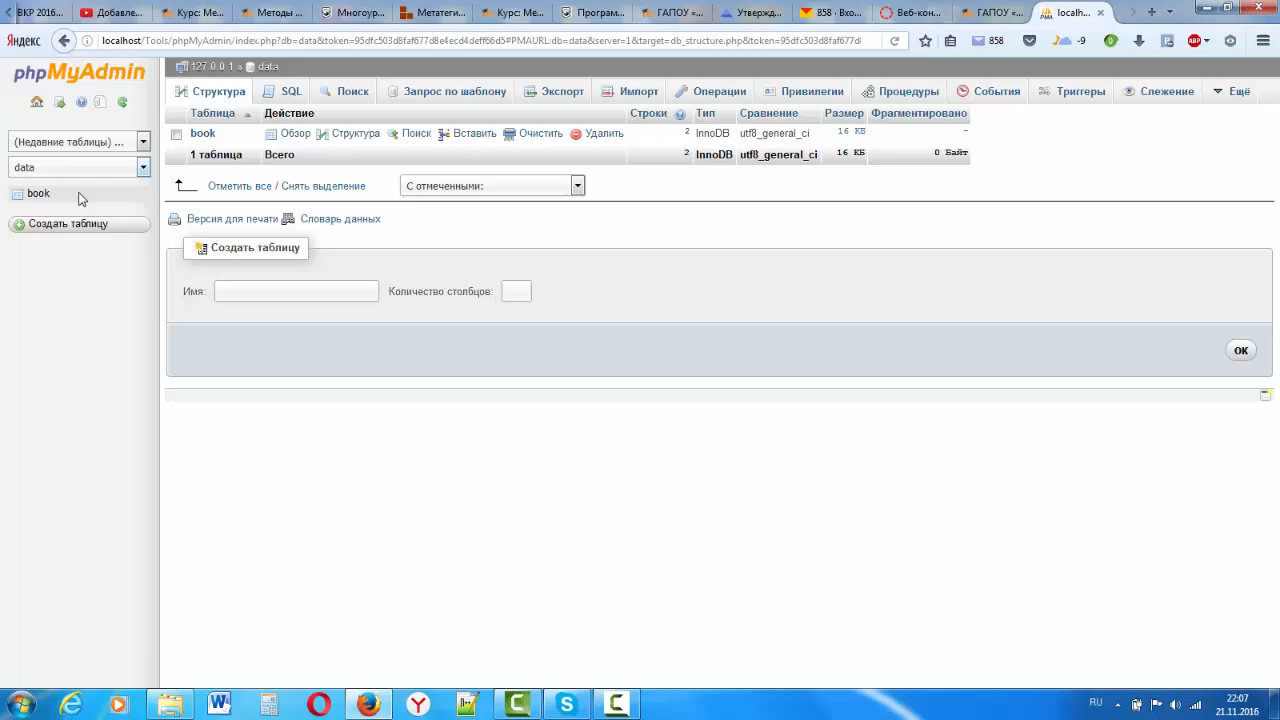 ВКР 2016...
Добавле...
Курс Ме...
Методы ...
Многоур...
Метатеги...
Курс Ме...
Програм...
ГАПОУ «...
Утвержд...
858 · Вхо...
Веб-кон...
ГАПОУ «...
localh...
Яндекс
localhost/Tools/phpMyAdmin/index.php?db=data&token=95dfc503d8faf677d8e4ecd4deff66d5#PMAURL:db=data&server=1&target=db_structure.php&token=95dfc503d8faf677d8
858
-9
0
ABP
phpMyAdmin
127.0.0.1 » data
Структура
SQL
Поиск
Запрос по шаблону
Экспорт
Импорт
Операции
Привилегии
Процедуры
События
Триггеры
Слежение
Ещё
(Недавние таблицы) ...
data
book
Создать таблицу
Таблица Действие Строки Тип Сравнение Размер Фрагментировано
book Обзор Структура Поиск Вставить Очистить Удалить 2 InnoDB utf8_general_ci 16 КБ -
1 таблица Всего 2 InnoDB utf8_general_ci 16 КБ 0 Байт
Отметить все / Снять выделение С отмеченными:
Версия для печати Словарь данных
Создать таблицу
Имя: Количество столбцов:
OK
RU
22:07
21.11.2016